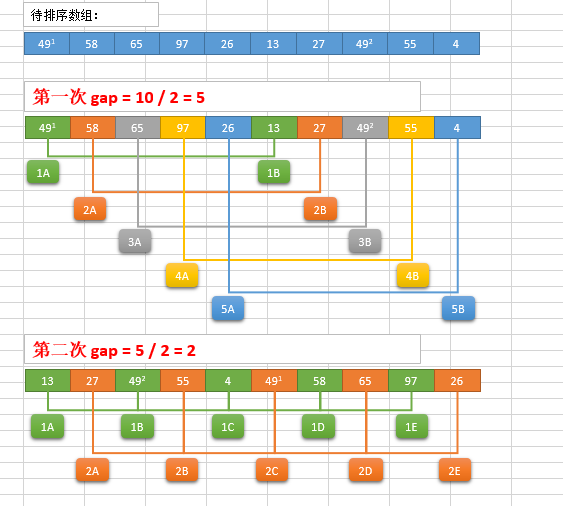 待排序数组：
49¹ 58 65 97 26 13 27 49² 55 4
第一次 gap = 10 / 2 = 5
49¹ 58 65 97 26 13 27 49² 55 4
1A 1B
2A 2B
3A 3B
4A 4B
5A 5B
第二次 gap = 5 / 2 = 2
13 27 49² 55 4 49¹ 58 65 97 26
1A 1B 1C 1D 1E
2A 2B 2C 2D 2E